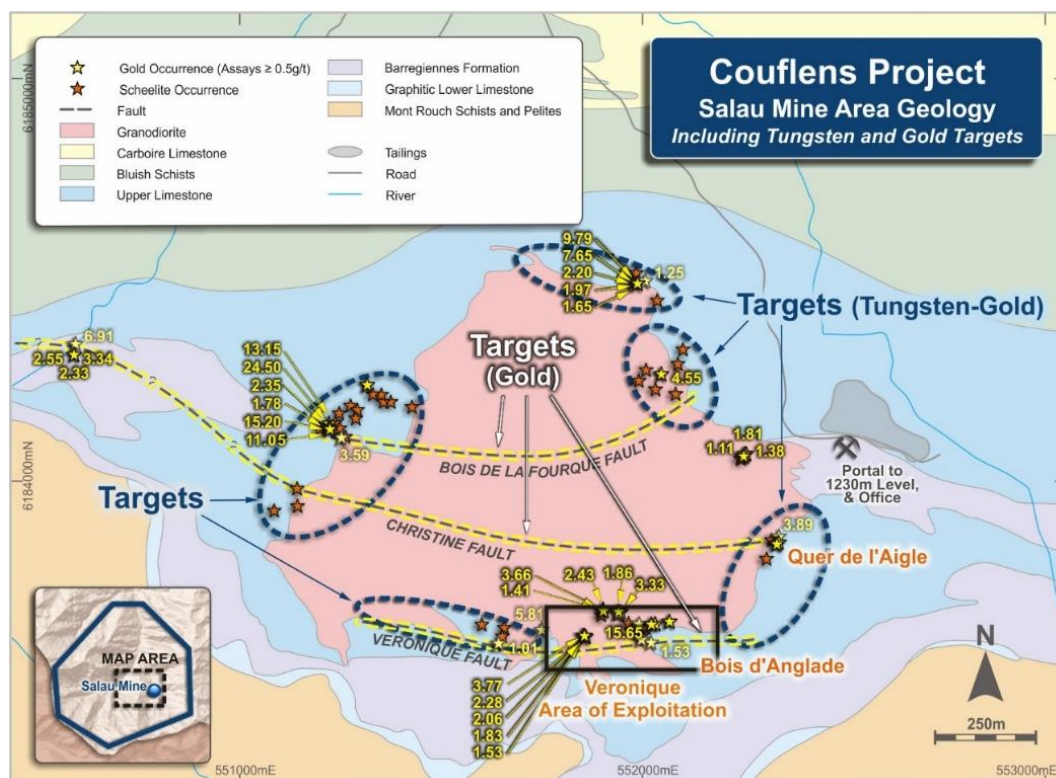 Couflens Project
Salau Mine Area Geology
Including Tungsten and Gold Targets
Gold Occurrence (Assays ≥ 0.5g/t)
Scheelite Occurrence
Fault
Granodiorite
Carboire Limestone
Bluish Schists
Upper Limestone
Barregiennes Formation
Graphitic Lower Limestone
Mont Rouch Schists and Pelites
Tailings
Road
River
6185000mN
6184000mN
9.79
7.65
2.20
1.97
1.65
1.25
Targets (Tungsten-Gold)
Targets
(Gold)
6.91
2.55
3.34
2.33
13.15
24.50
2.35
1.78
15.20
11.05
3.59
4.55
BOIS DE LA FOURQUE FAULT
1.81
1.11
1.38
Portal to
1230m Level,
& Office
Targets
CHRISTINE FAULT
3.89
Quer de l'Aigle
3.66
1.41
2.43
1.86
3.33
5.81
15.65
1.01
1.53
VERONIQUE FAULT
Bois d'Anglade
Veronique
Area of Exploitation
3.77
2.28
2.06
1.83
1.53
MAP AREA
Salau Mine
N
250m
551000mE
552000mE
553000mE